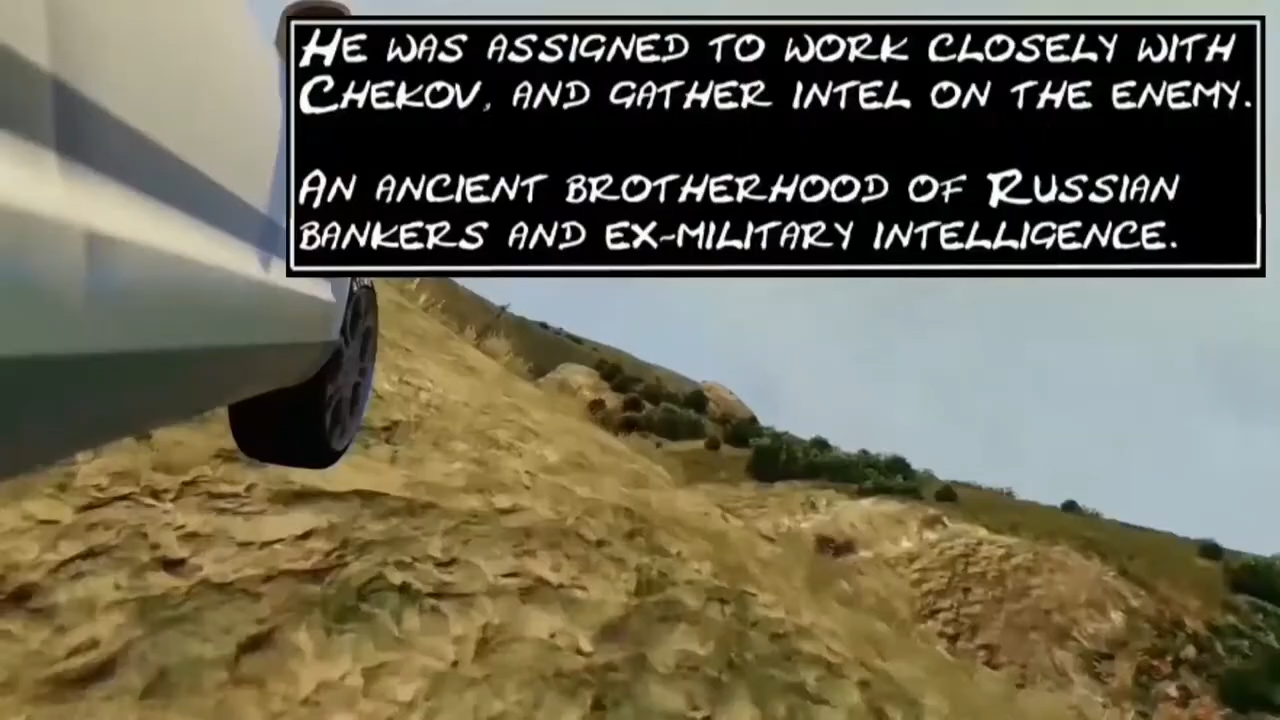 He was assigned to work closely with
Chekov, and gather intel on the enemy.
An ancient brotherhood of Russian
bankers and ex-military intelligence.